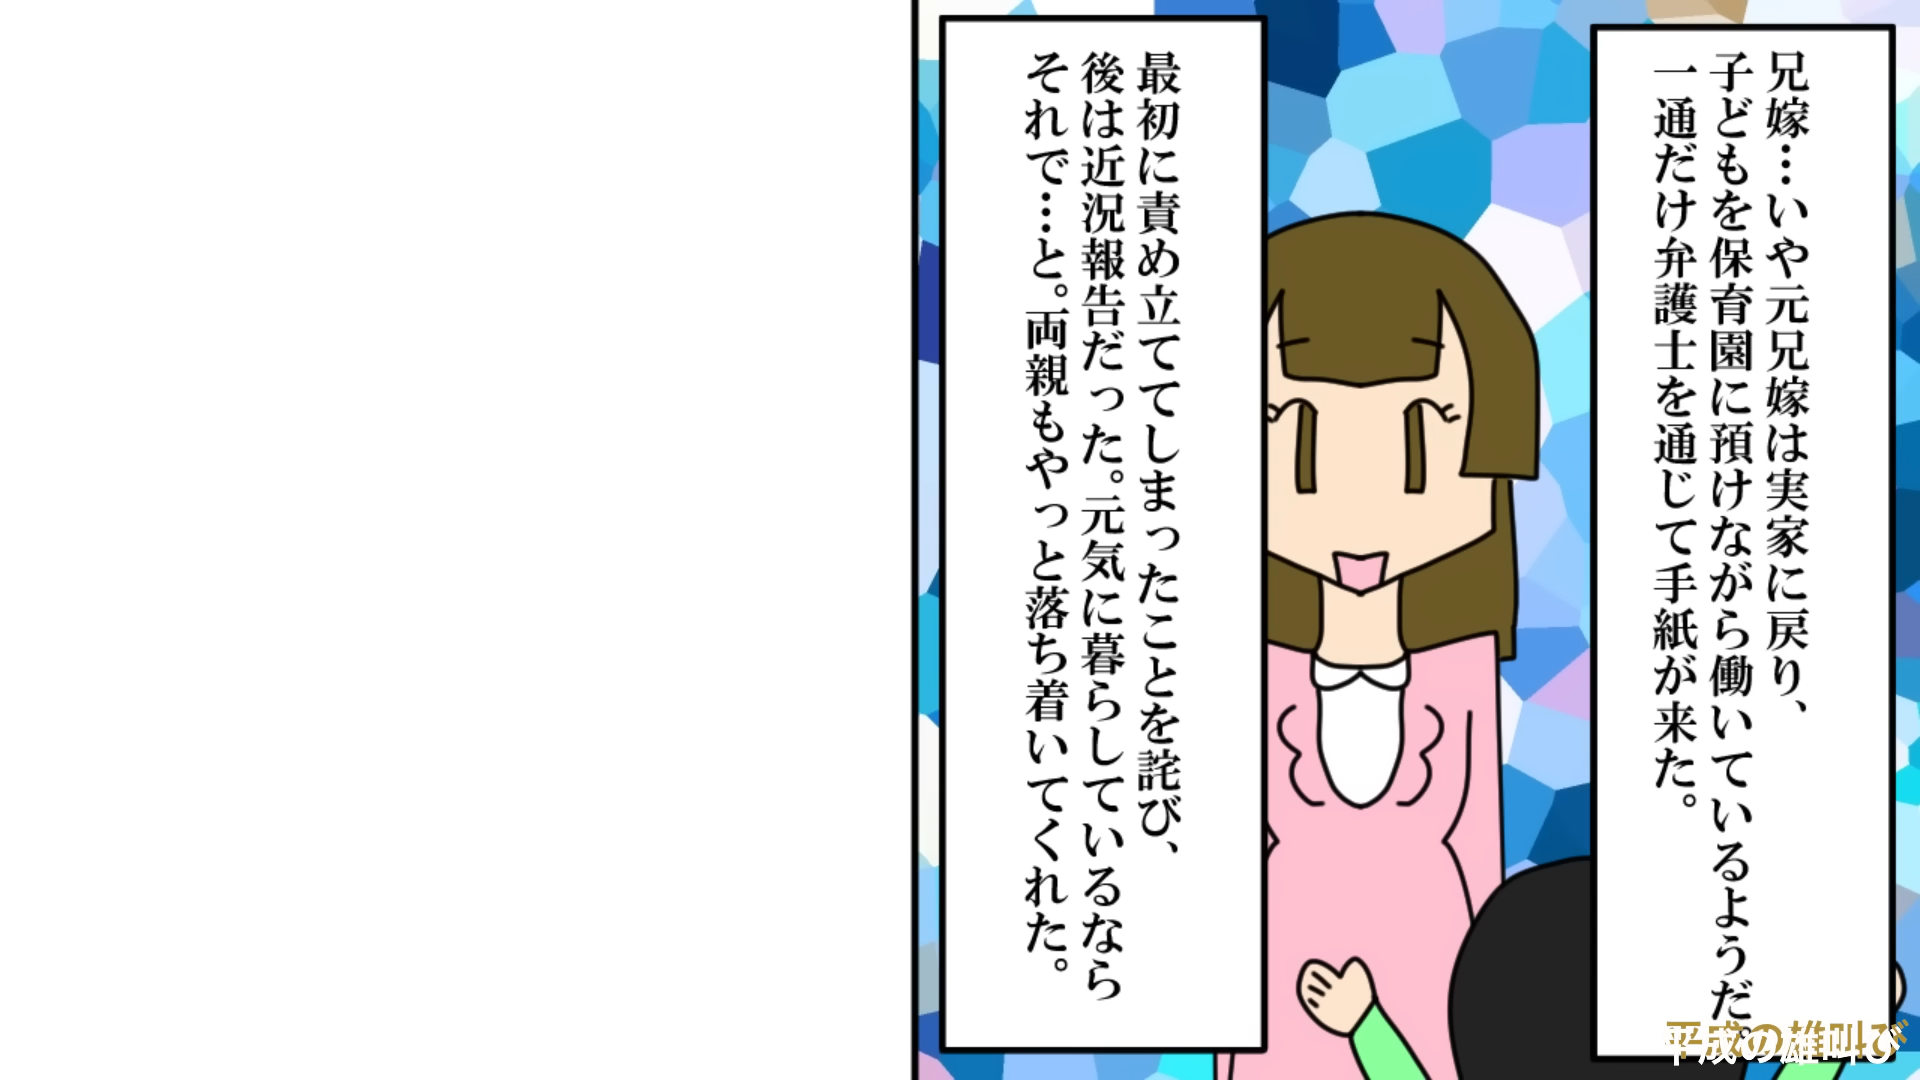 兄嫁…いや元兄嫁は実家に戻り、
子どもを保育園に預けながら働いているようだ。
一通だけ弁護士を通じて手紙が来た。
最初に責め立ててしまったことを詫び、
後は近況報告だった。元気に暮らしているなら
それで…と。両親もやっと落ち着いてくれた。
平成の雄叫び